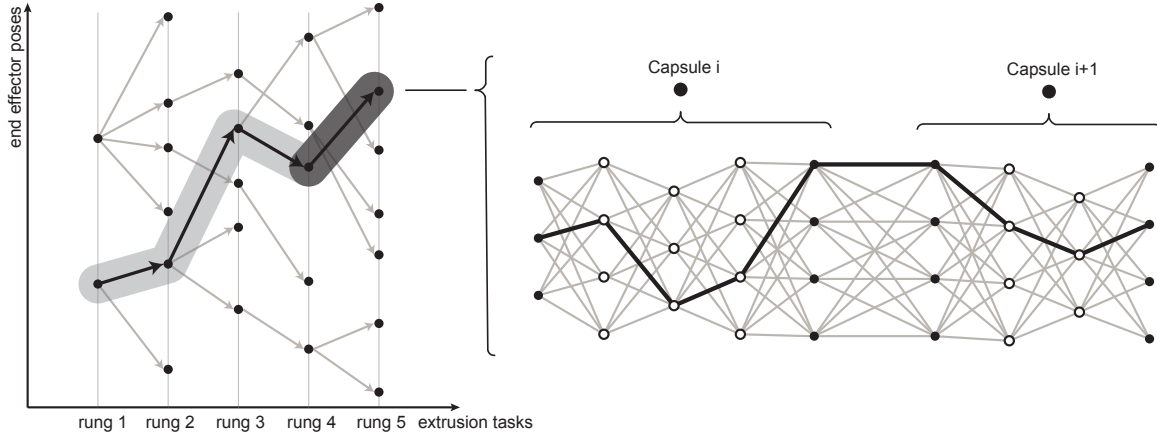 end effector poses
rung 1
rung 2
rung 3
rung 4
rung 5
extrusion tasks
Capsule i
Capsule i+1